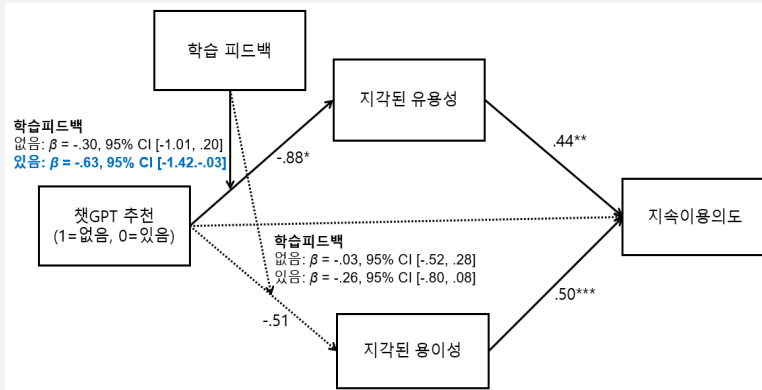 학습 피드백
지각된 유용성
학습피드백
없음: β = -.30, 95% CI [-1.01, .20]
있음: β = -.63, 95% CI [-1.42.-.03]
-.88*
.44**
챗GPT 추천
(1=없음, 0=있음)
지속이용의도
학습피드백
없음: β = -.03, 95% CI [-.52, .28]
있음: β = -.26, 95% CI [-.80, .08]
-.51
.50***
지각된 용이성